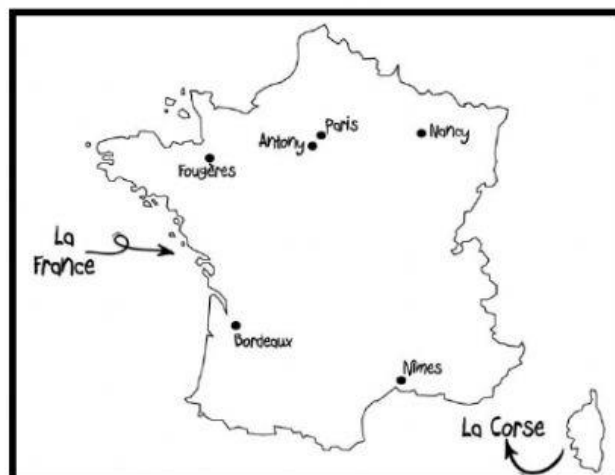 Paris
Antony
Nancy
Fougères
La
France
Bordeaux
Nîmes
La Corse